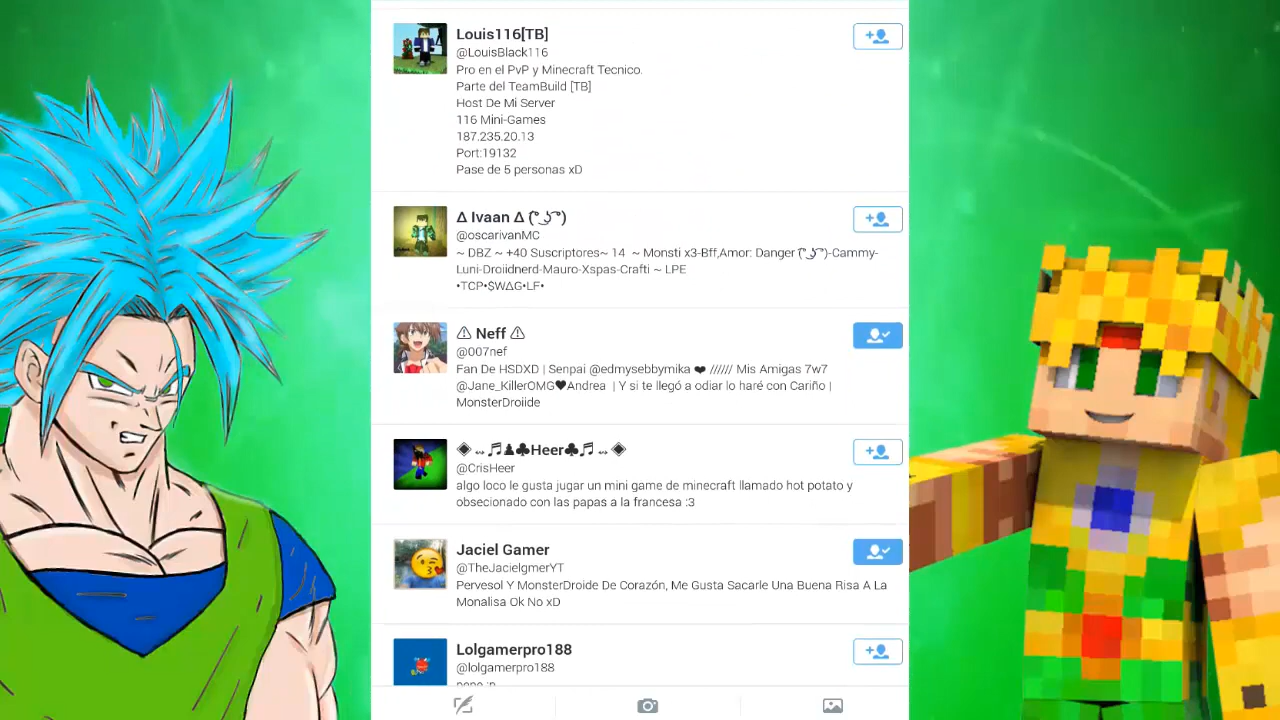 Louis116[TB]
@LouisBlack116
Pro en el PvP y Minecraft Tecnico.
Parte del TeamBuild [TB]
Host De Mi Server
116 Mini-Games
187.235.20.13
Port:19132
Pase de 5 personas xD
Δ Ivaan Δ (͡° ͜ʖ ͡°)
@oscarivanMC
~ DBZ ~ +40 Suscriptores~ 14 ~ Monsti x3-Bff,Amor: Danger (͡° ͜ʖ ͡°)-Cammy-
Luni-Droiidnerd-Mauro-Xspas-Crafti ~ LPE
•TCP•$WΔG•LF•
⚠ Neff ⚠
@007nef
Fan De HSDXD | Senpai @edmysebbymika ❤ ////// Mis Amigas 7w7
@Jane_KillerOMG♥Andrea | Y si te llegó a odiar lo haré con Cariño |
MonsterDroiide
◈ ↔ ♬♟♣Heer♣♬ ↔ ◈
@CrisHeer
algo loco le gusta jugar un mini game de minecraft llamado hot potato y
obsecionado con las papas a la francesa :3
Jaciel Gamer
@TheJacielgmerYT
Pervesol Y MonsterDroide De Corazón, Me Gusta Sacarle Una Buena Risa A La
Monalisa Ok No xD
Lolgamerpro188
@lolgamerpro188